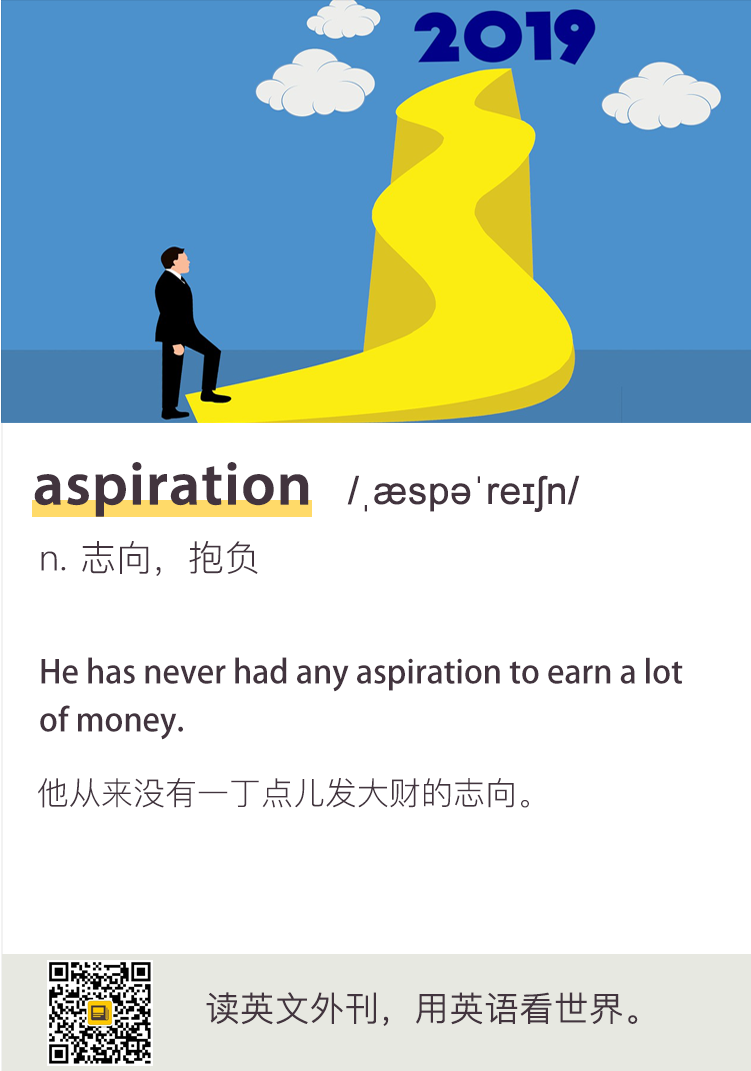 2019
aspiration /ˌæspəˈreɪʃn/
n. 志向，抱负
He has never had any aspiration to earn a lot
of money.
他从来没有一丁点儿发大财的志向。
读英文外刊，用英语看世界。